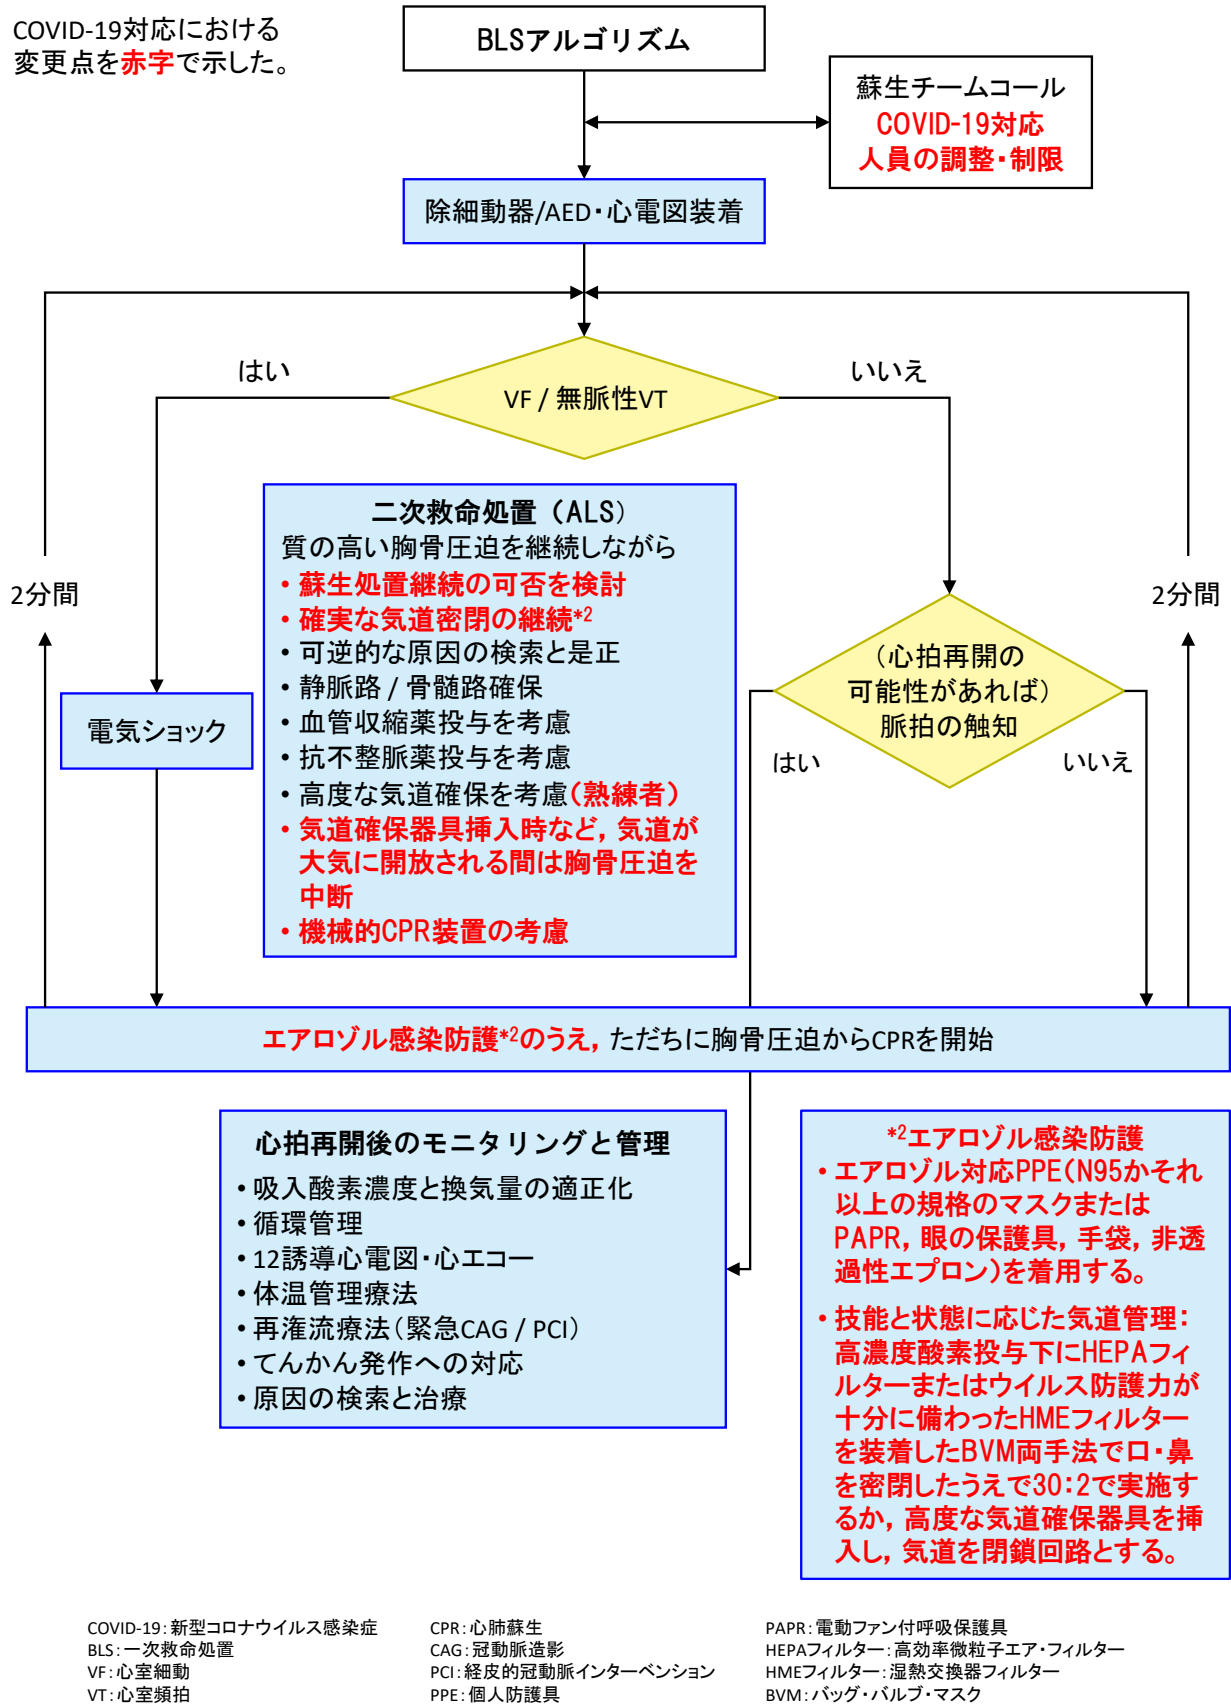 COVID-19対応における
変更点を赤字で示した。
BLSアルゴリズム
蘇生チームコール
COVID-19対応
人員の調整・制限
除細動器/AED・心電図装着
はい
VF / 無脈性VT
いいえ
二次救命処置（ALS）
質の高い胸骨圧迫を継続しながら
・蘇生処置継続の可否を検討
・確実な気道密閉の継続*2
・可逆的な原因の検索と是正
・静脈路 / 骨髄路確保
・血管収縮薬投与を考慮
・抗不整脈薬投与を考慮
・高度な気道確保を考慮（熟練者）
・気道確保器具挿入時など，気道が
大気に開放される間は胸骨圧迫を
中断
・機械的CPR装置の考慮
2分間
電気ショック
（心拍再開の
可能性があれば）
脈拍の触知
はい
いいえ
2分間
エアロゾル感染防護*2のうえ，ただちに胸骨圧迫からCPRを開始
心拍再開後のモニタリングと管理
• 吸入酸素濃度と換気量の適正化
• 循環管理
• 12誘導心電図・心エコー
• 体温管理療法
• 再潅流療法（緊急CAG / PCI）
• てんかん発作への対応
• 原因の検索と治療
*2エアロゾル感染防護
• エアロゾル対応PPE（N95かそれ
以上の規格のマスクまたは
PAPR，眼の保護具，手袋，非透
過性エプロン）を着用する。
• 技能と状態に応じた気道管理：
高濃度酸素投与下にHEPAフィ
ルターまたはウイルス防護力が
十分に備わったHMEフィルター
を装着したBVM両手法で口・鼻
を密閉したうえで30：2で実施す
るか，高度な気道確保器具を挿
入し，気道を閉鎖回路とする。
COVID-19：新型コロナウイルス感染症
BLS：一次救命処置
VF：心室細動
VT：心室頻拍
CPR：心肺蘇生
CAG：冠動脈造影
PCI：経皮的冠動脈インターベンション
PPE：個人防護具
PAPR：電動ファン付呼吸保護具
HEPAフィルター：高効率微粒子エア・フィルター
HMEフィルター：湿熱交換器フィルター
BVM：バッグ・バルブ・マスク